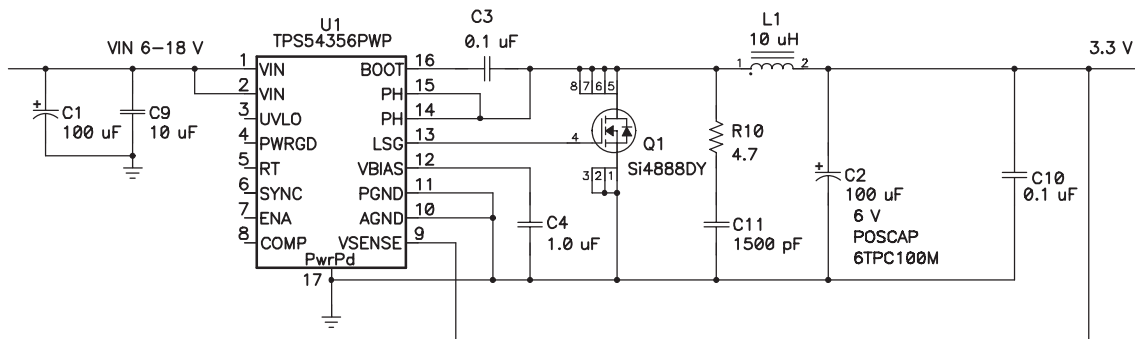 U1
TPS54356PWP
VIN 6–18 V
C3
0.1 uF
L1
10 uH
3.3 V
1 VIN BOOT 16
2 VIN PH 15
3 UVLO PH 14
4 PWRGD LSG 13
5 RT VBIAS 12
6 SYNC PGND 11
7 ENA AGND 10
8 COMP VSENSE 9
PwrPd
17
C1
100 uF
C9
10 uF
8 7 6 5
4
Q1
Si4888DY
3 2 1
1 2
R10
4.7
C4
1.0 uF
C11
1500 pF
C2
100 uF
6 V
POSCAP
6TPC100M
C10
0.1 uF